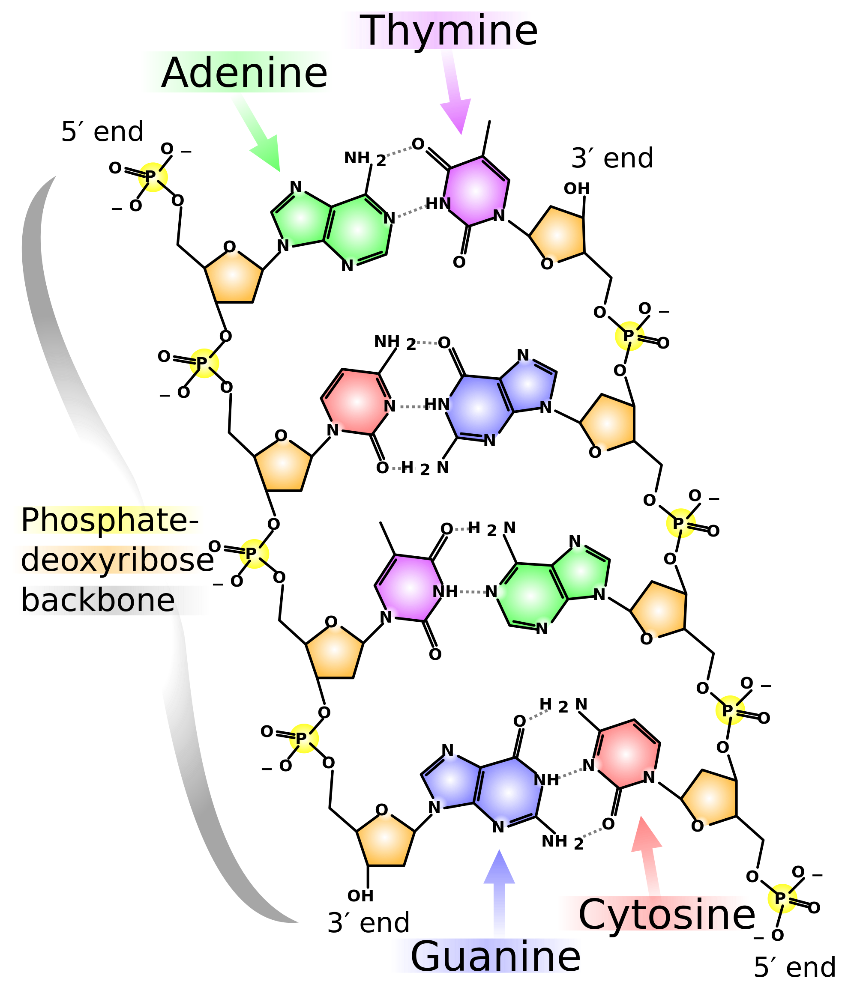 Thymine
Adenine
5′ end
3′ end
O −
O
P
− O
O
NH 2
O
N
N
HN
N
OH
N
N
O
O
O
O
O
O −
P
O
O
O
P
− O
O
NH 2
O
N
N
HN
N
N
N
O
O
O H 2 N
O
O
O −
P
O
O
Phosphate-
deoxyribose
backbone
O
O
P
− O
O
O H 2 N
N
NH N
N
N
N
O
O
O
O
O −
P
O
O
O
O
P
− O
O
H 2 N
O
N
N
NH
N
N
N
O
O
NH 2
O
O
O −
P
O
− O
OH
3′ end
Cytosine
Guanine
5′ end